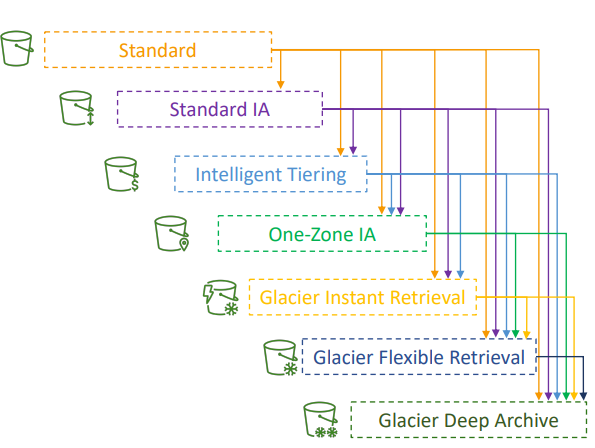 Standard
Standard IA
Intelligent Tiering
One-Zone IA
Glacier Instant Retrieval
Glacier Flexible Retrieval
Glacier Deep Archive